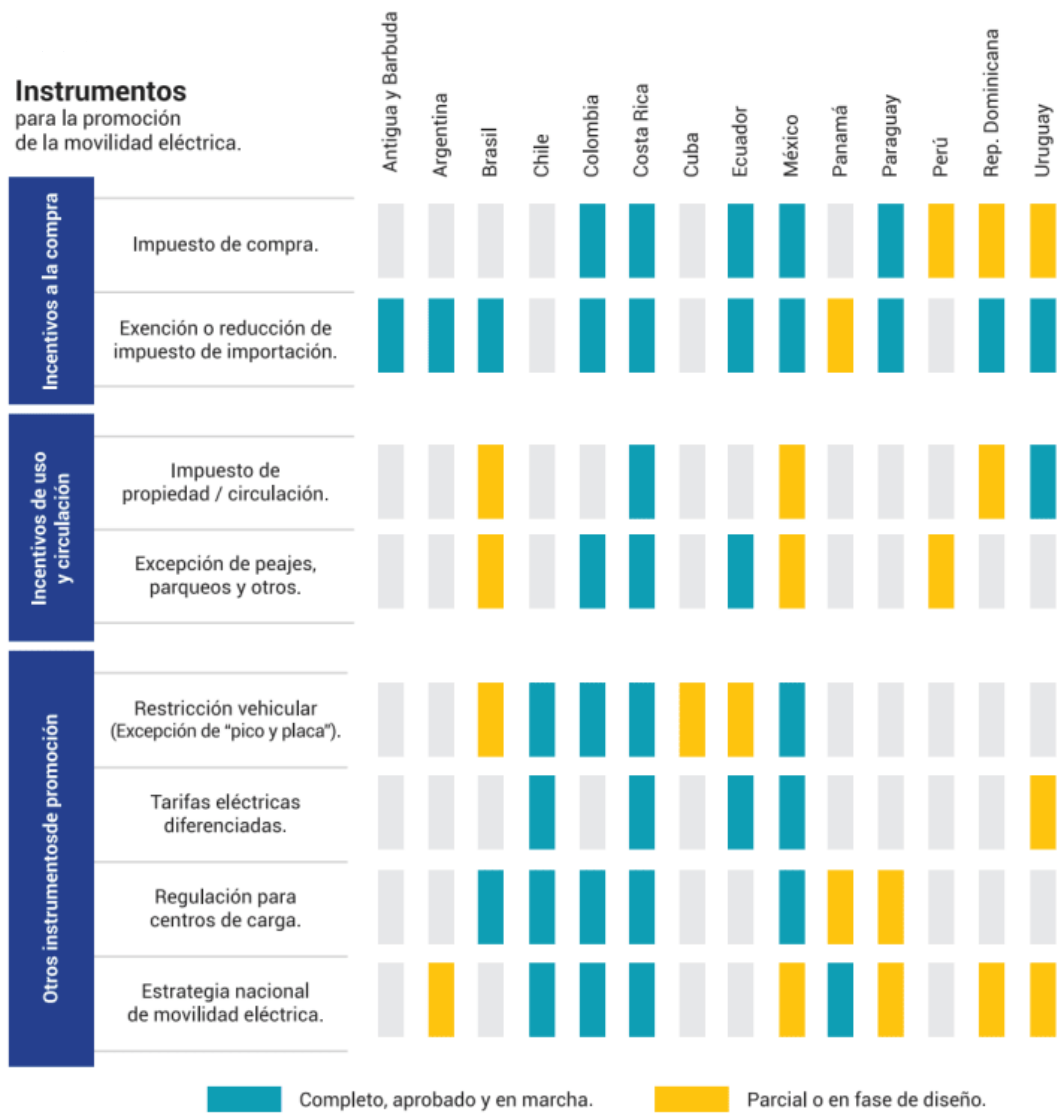 Instrumentos
para la promoción
de la movilidad eléctrica.
Antigua y Barbuda
Argentina
Brasil
Chile
Colombia
Costa Rica
Cuba
Ecuador
México
Panamá
Paraguay
Perú
Rep. Dominicana
Uruguay
Incentivos a la compra
Impuesto de compra.
Exención o reducción de
impuesto de importación.
Incentivos de uso
y circulación
Impuesto de
propiedad / circulación.
Excepción de peajes,
parqueos y otros.
Otros instrumentosde promoción
Restricción vehicular
(Excepción de “pico y placa”).
Tarifas eléctricas
diferenciadas.
Regulación para
centros de carga.
Estrategia nacional
de movilidad eléctrica.
Completo, aprobado y en marcha.
Parcial o en fase de diseño.